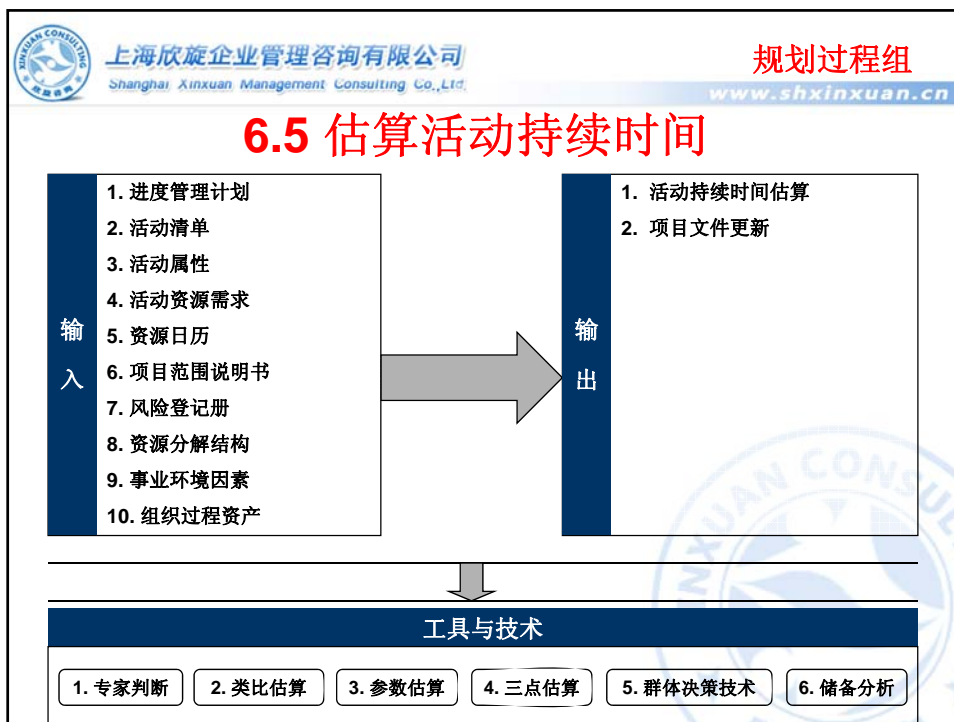 上海欣旋企业管理咨询有限公司
Shanghai Xinxuan Management Consulting Co.,Ltd.
规划过程组
www.shxinxuan.cn
6.5 估算活动持续时间
输入
1. 进度管理计划
2. 活动清单
3. 活动属性
4. 活动资源需求
5. 资源日历
6. 项目范围说明书
7. 风险登记册
8. 资源分解结构
9. 事业环境因素
10. 组织过程资产
输出
1. 活动持续时间估算
2. 项目文件更新
工具与技术
1. 专家判断
2. 类比估算
3. 参数估算
4. 三点估算
5. 群体决策技术
6. 储备分析
XINXUAN CONSULTING
欣旋咨询